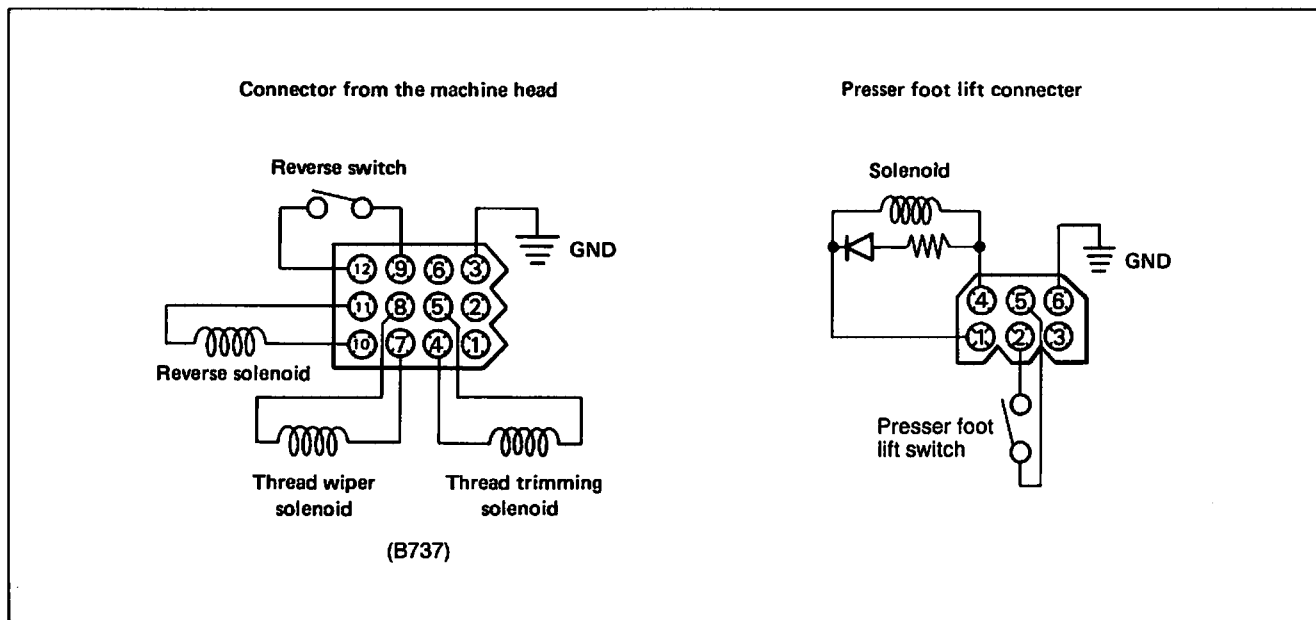 Connector from the machine head
Presser foot lift connecter
Reverse switch
GND
12 9 6 3
11 8 5 2
10 7 4 1
Reverse solenoid
Thread wiper
solenoid
Thread trimming
solenoid
(B737)
Solenoid
GND
4 5 6
1 2 3
Presser foot
lift switch